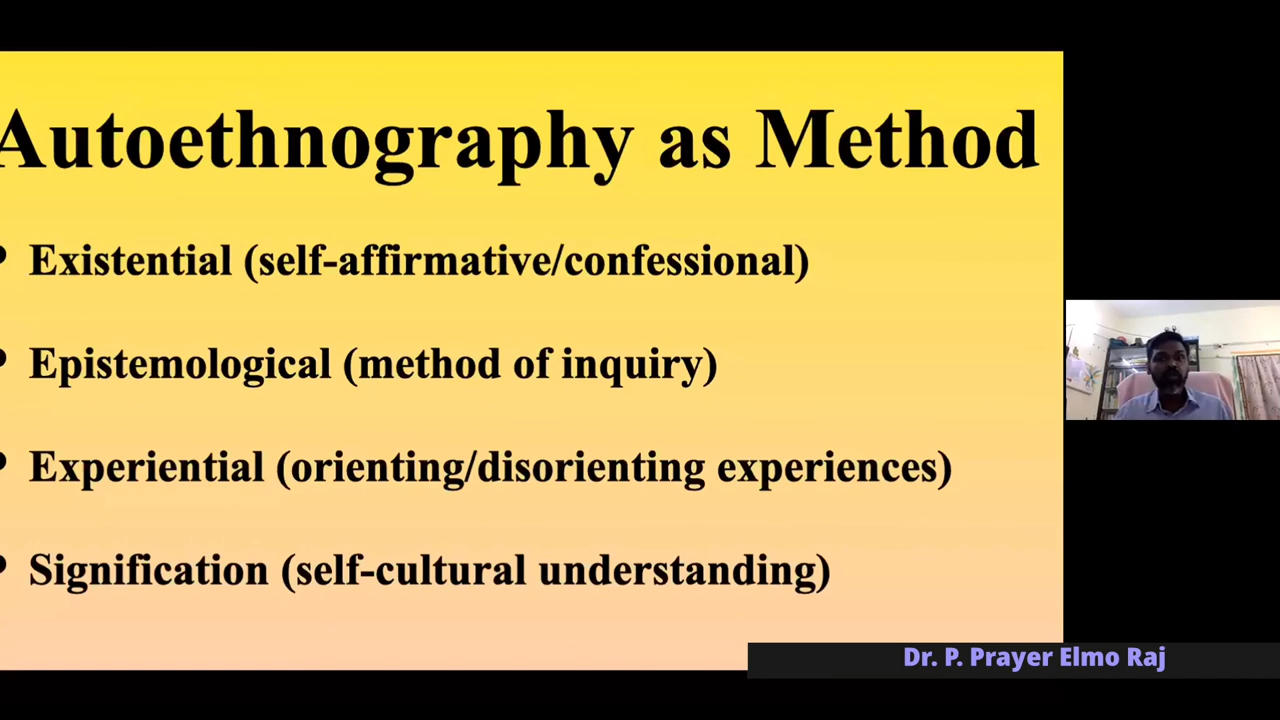 Autoethnography as Method
Existential (self-affirmative/confessional)
Epistemological (method of inquiry)
Experiential (orienting/disorienting experiences)
Signification (self-cultural understanding)
Dr. P. Prayer Elmo Raj